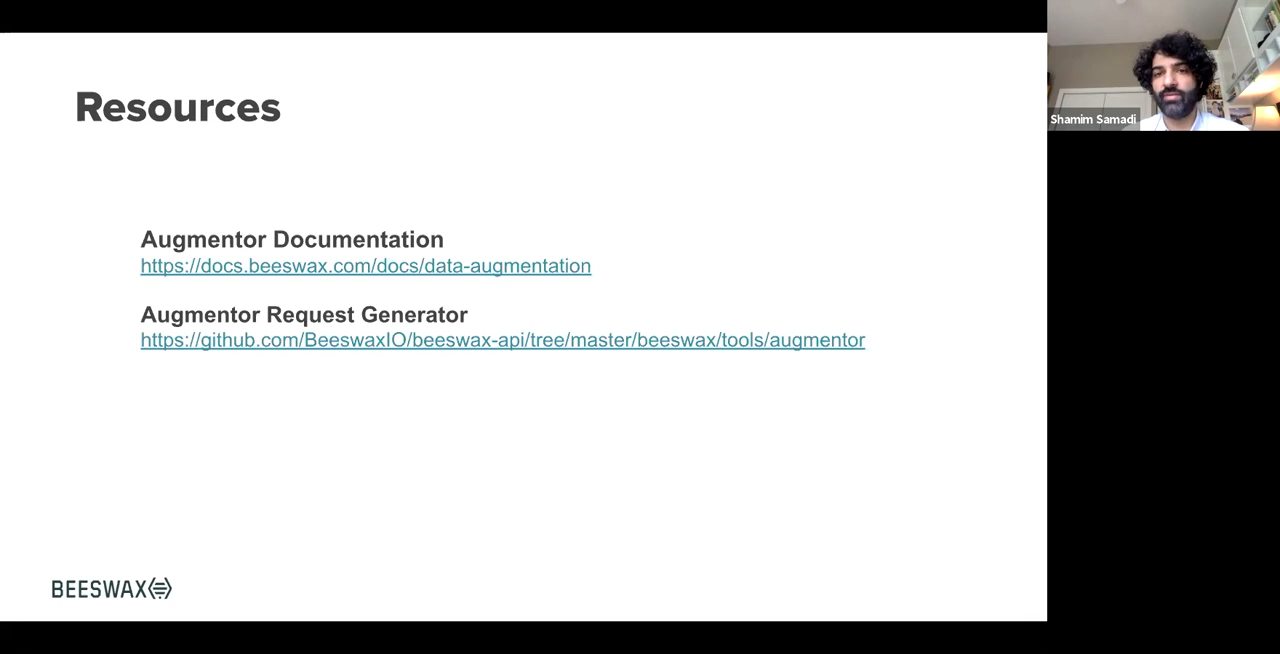 Resources
Shamim Samadi
Augmentor Documentation
https://docs.beeswax.com/docs/data-augmentation
Augmentor Request Generator
https://github.com/BeeswaxIO/beeswax-api/tree/master/beeswax/tools/augmentor
BEESWAX